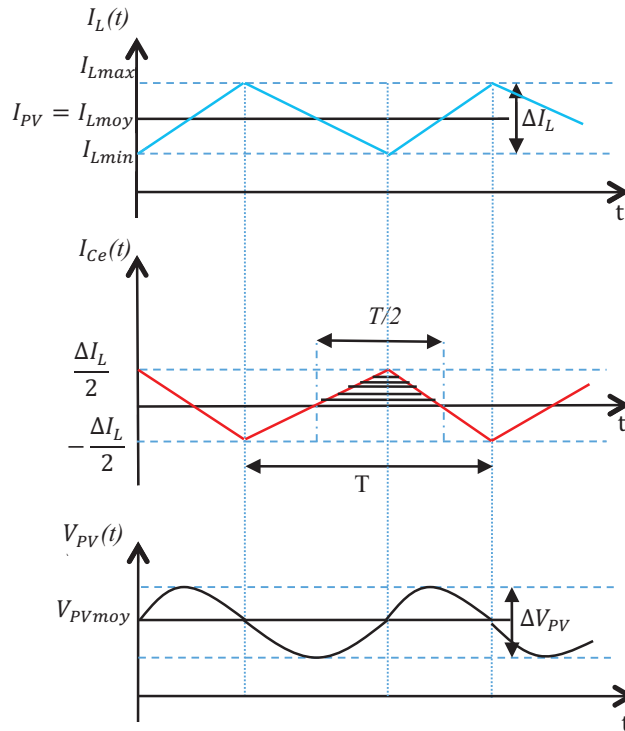 I_L(t)
I_Lmax
I_PV = I_Lmoy
ΔI_L
I_Lmin
t
I_Ce(t)
T/2
ΔI_L
2
t
− ΔI_L
2
T
V_PV(t)
V_PVmoy
ΔV_PV
t